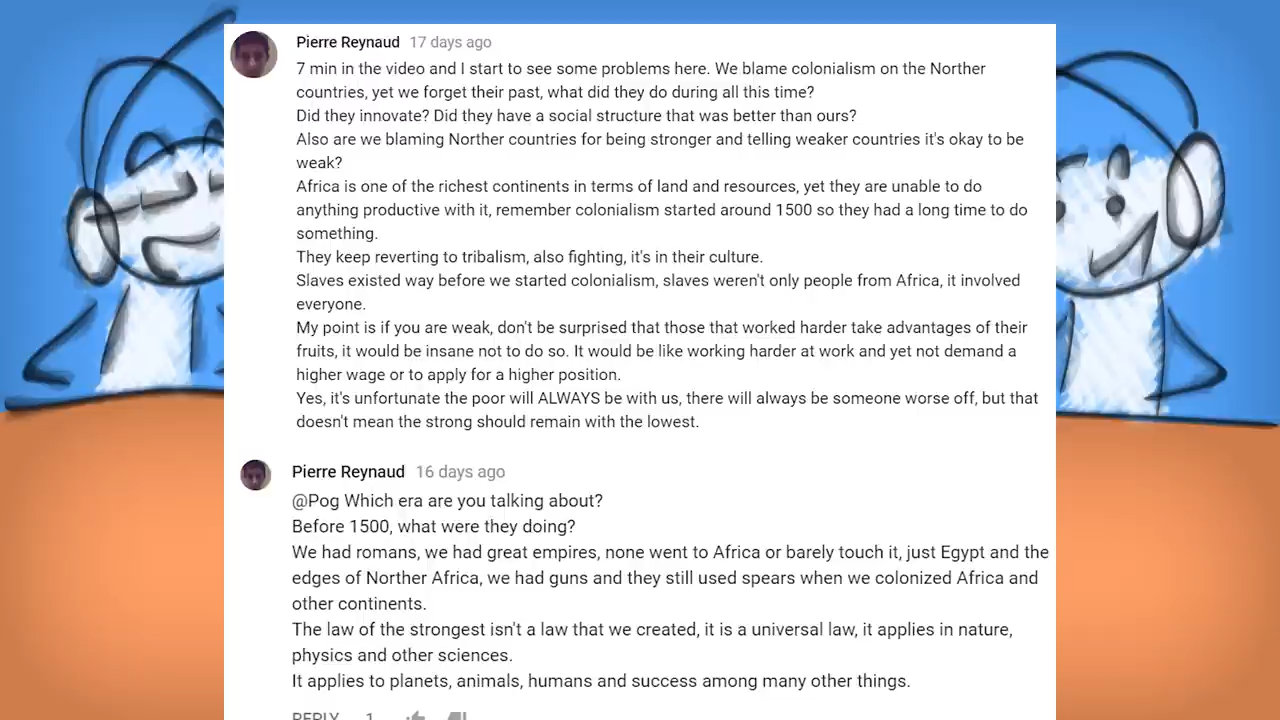 Pierre Reynaud 17 days ago
7 min in the video and I start to see some problems here. We blame colonialism on the Norther
countries, yet we forget their past, what did they do during all this time?
Did they innovate? Did they have a social structure that was better than ours?
Also are we blaming Norther countries for being stronger and telling weaker countries it's okay to be
weak?
Africa is one of the richest continents in terms of land and resources, yet they are unable to do
anything productive with it, remember colonialism started around 1500 so they had a long time to do
something.
They keep reverting to tribalism, also fighting, it's in their culture.
Slaves existed way before we started colonialism, slaves weren't only people from Africa, it involved
everyone.
My point is if you are weak, don't be surprised that those that worked harder take advantages of their
fruits, it would be insane not to do so. It would be like working harder at work and yet not demand a
higher wage or to apply for a higher position.
Yes, it's unfortunate the poor will ALWAYS be with us, there will always be someone worse off, but that
doesn't mean the strong should remain with the lowest.
Pierre Reynaud 16 days ago
@Pog Which era are you talking about?
Before 1500, what were they doing?
We had romans, we had great empires, none went to Africa or barely touch it, just Egypt and the
edges of Norther Africa, we had guns and they still used spears when we colonized Africa and
other continents.
The law of the strongest isn't a law that we created, it is a universal law, it applies in nature,
physics and other sciences.
It applies to planets, animals, humans and success among many other things.
REPLY 1